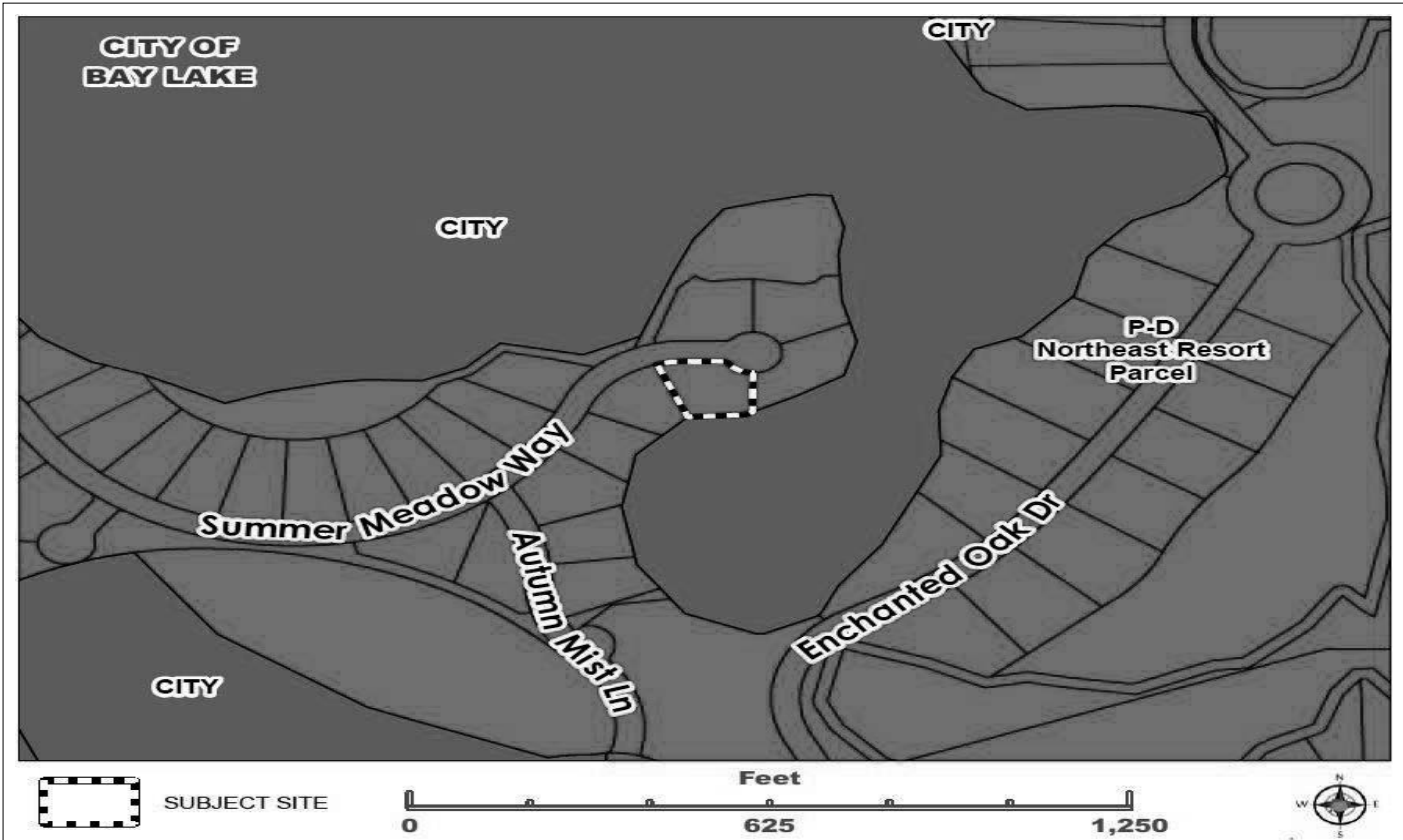 CITY OF
BAY LAKE
CITY
CITY
P-D
Northeast Resort
Parcel
Summer Meadow Way
Autumn Mist Ln
Enchanted Oak Dr
CITY
SUBJECT SITE
Feet
0 625 1,250
N
W E
S